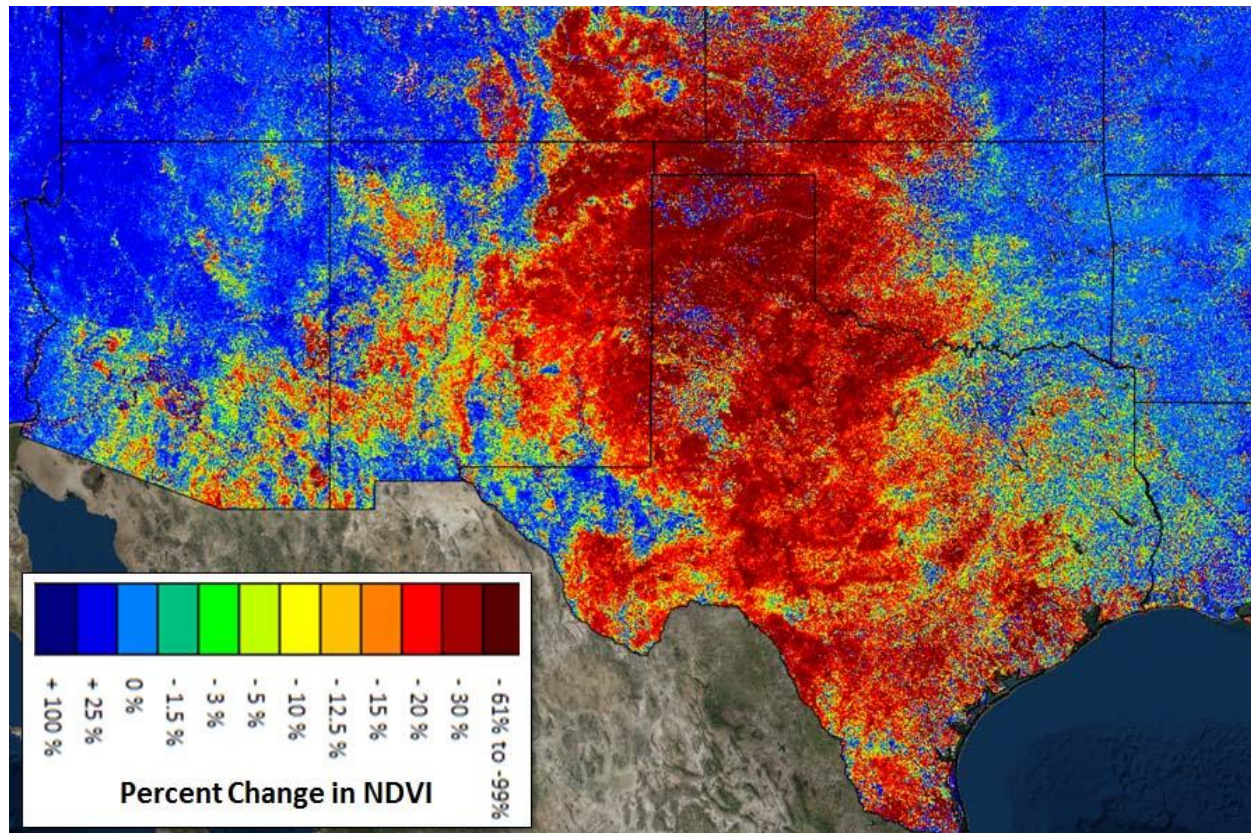 + 100 %
+ 25 %
0 %
- 1.5 %
- 3 %
- 5 %
- 10 %
- 12.5 %
- 15 %
- 20 %
- 30 %
- 61% to -99%
Percent Change in NDVI